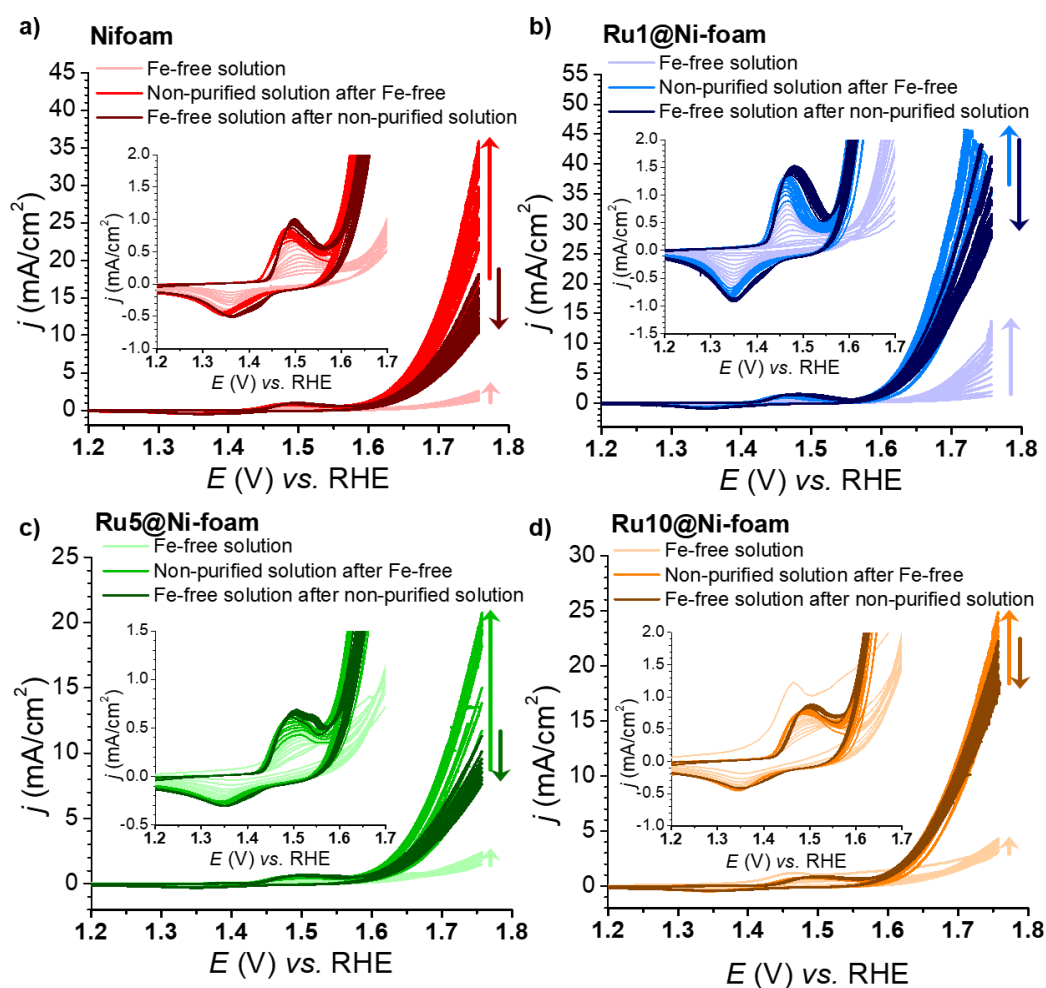 a)
Nifoam
Fe-free solution
Non-purified solution after Fe-free
Fe-free solution after non-purified solution
45
40
35
30
25
20
15
10
5
0
j (mA/cm2)
1.2 1.3 1.4 1.5 1.6 1.7 1.8
E (V) vs. RHE
2.0
1.5
1.0
0.5
0.0
-0.5
-1.0
j (mA/cm2)
1.2 1.3 1.4 1.5 1.6 1.7
E (V) vs. RHE
b)
Ru1@Ni-foam
Fe-free solution
Non-purified solution after Fe-free
Fe-free solution after non-purified solution
55
50
45
40
35
30
25
20
15
10
5
0
j (mA/cm2)
1.2 1.3 1.4 1.5 1.6 1.7 1.8
E (V) vs. RHE
2.0
1.5
1.0
0.5
0.0
-0.5
-1.0
-1.5
j (mA/cm2)
1.2 1.3 1.4 1.5 1.6 1.7
E (V) vs. RHE
c)
Ru5@Ni-foam
Fe-free solution
Non-purified solution after Fe-free
Fe-free solution after non-purified solution
25
20
15
10
5
0
j (mA/cm2)
1.2 1.3 1.4 1.5 1.6 1.7 1.8
E (V) vs. RHE
1.5
1.0
0.5
0.0
-0.5
j (mA/cm2)
1.2 1.3 1.4 1.5 1.6 1.7
E (V) vs. RHE
d)
Ru10@Ni-foam
Fe-free solution
Non-purified solution after Fe-free
Fe-free solution after non-purified solution
30
25
20
15
10
5
0
j (mA/cm2)
1.2 1.3 1.4 1.5 1.6 1.7 1.8
E (V) vs. RHE
2.0
1.5
1.0
0.5
0.0
-0.5
-1.0
j (mA/cm2)
1.2 1.3 1.4 1.5 1.6 1.7
E (V) vs. RHE